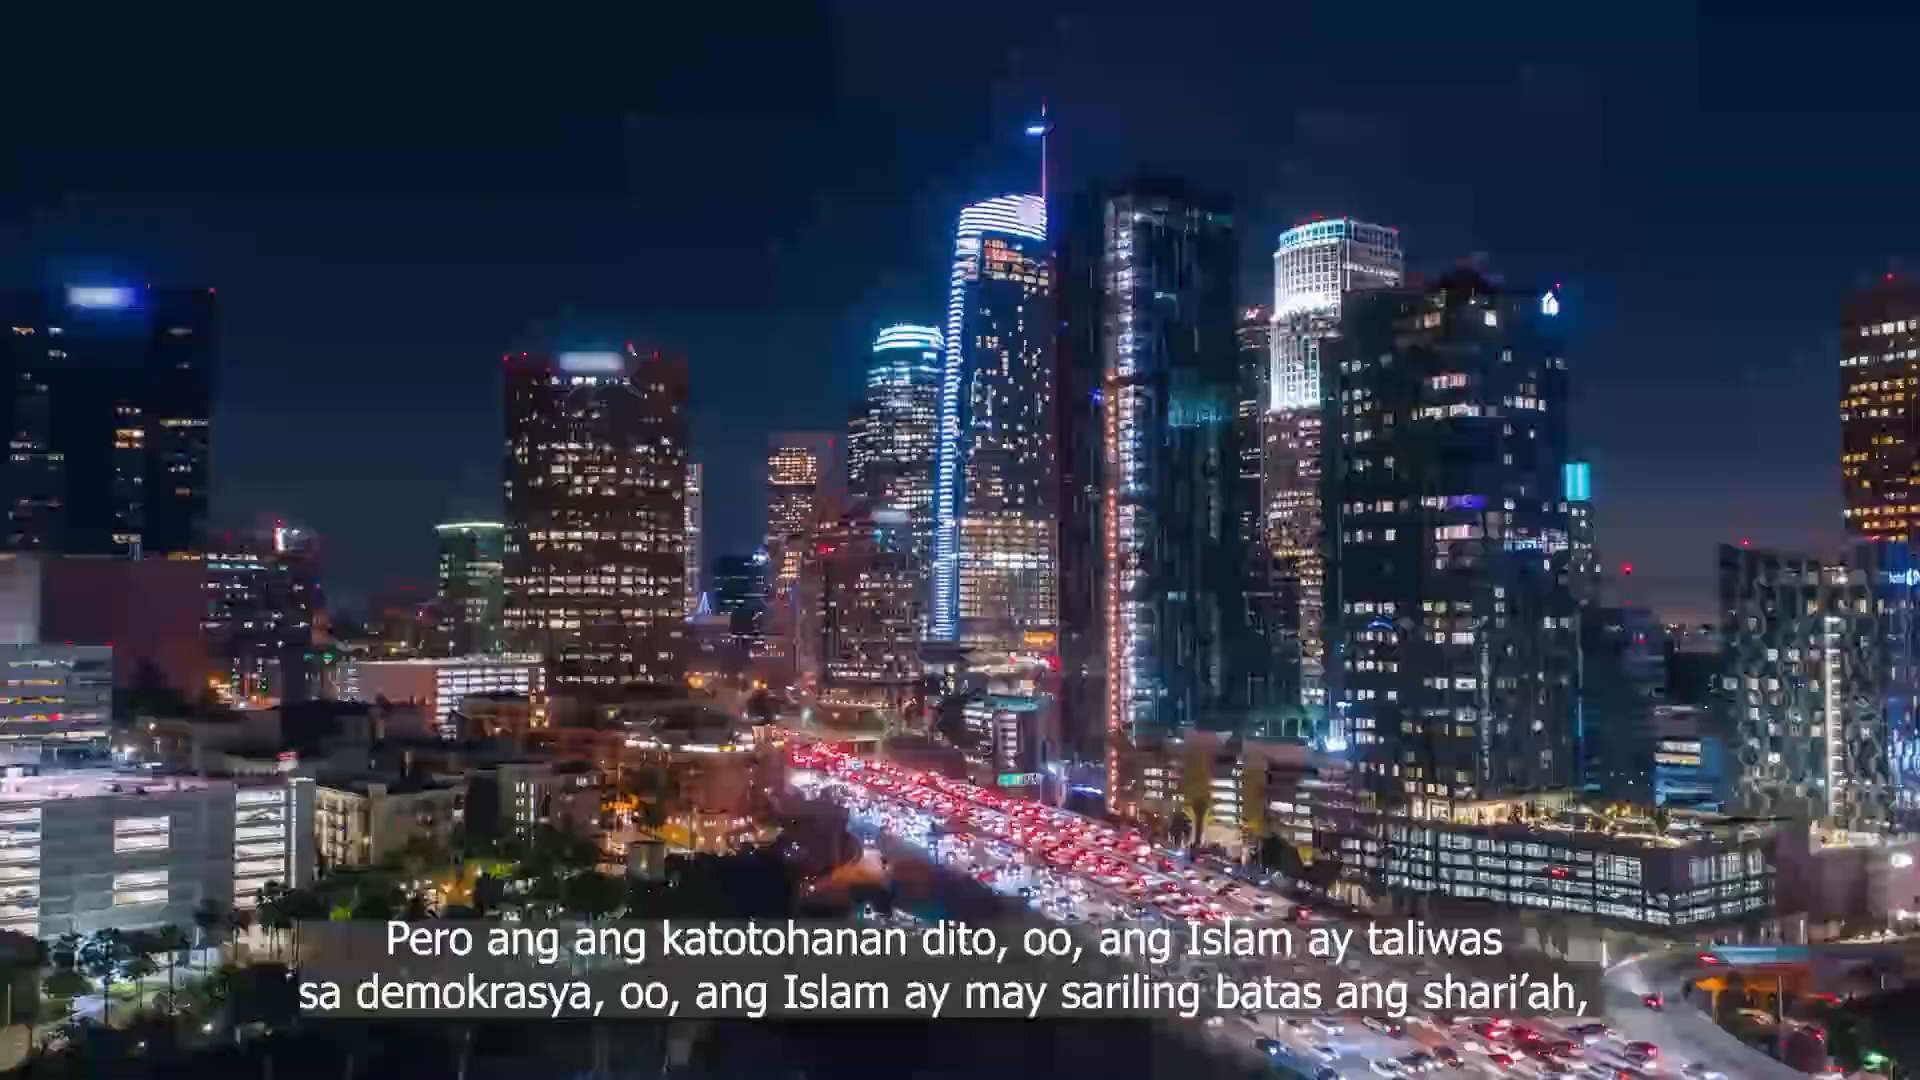 Pero ang ang katotohanan dito, oo, ang Islam ay taliwas
sa demokrasya, oo, ang Islam ay may sariling batas ang shari’ah,